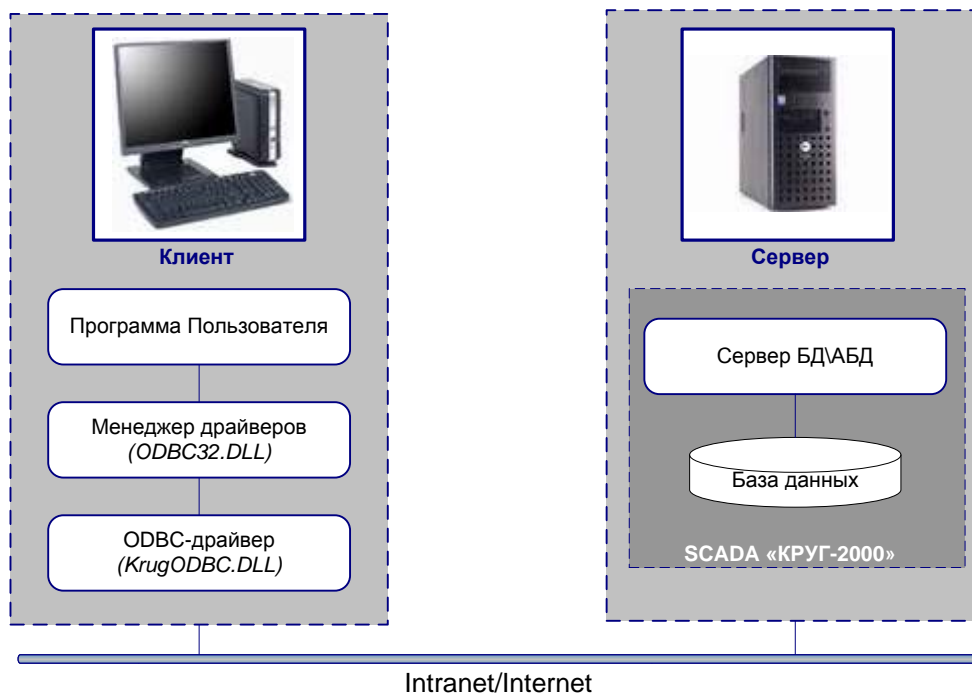 Клиент
Программа Пользователя
Менеджер драйверов
(ODBC32.DLL)
ODBC-драйвер
(KrugODBC.DLL)
Сервер
Сервер БД\АБД
База данных
SCADA «КРУГ-2000»
Intranet/Internet